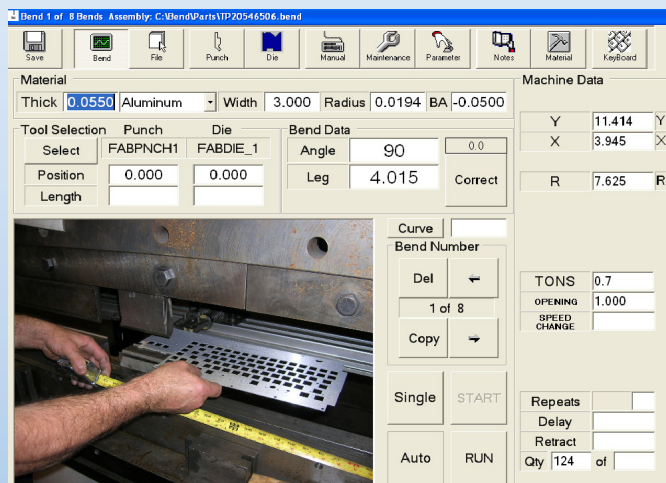 Bend 1 of 8 Bends Assembly: C:\Bend\Parts\TP20546506.bend
Save Bend File Punch Die Manual Maintenance Parameter Notes Material KeyBoard
Material
Thick 0.0550 Aluminum Width 3.000 Radius 0.0194 BA -0.0500
Tool Selection Punch Die
Select FABPNCH1 FABDIE_1
Position 0.000 0.000
Length
Bend Data
Angle 90 0.0
Leg 4.015 Correct
Curve
Bend Number
Del
1 of 8
Copy
Single START
Auto RUN
Machine Data
Y 11.414 Y
X 3.945 X
R 7.625 R
TONS 0.7
OPENING 1.000
SPEED
CHANGE
Repeats
Delay
Retract
Qty 124 of